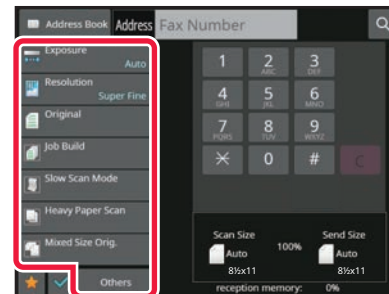 Address Book
Address
Fax Number
Exposure
Auto
Resolution
Super Fine
Original
Job Build
Slow Scan Mode
Heavy Paper Scan
Mixed Size Orig.
Others
1
2
ABC
3
DEF
4
GHI
5
JKL
6
MNO
7
PQRS
8
TUV
9
WXYZ
0
#
C
Scan Size
Send Size
Auto
100%
Auto
8½x11
8½x11
reception memory: 0%